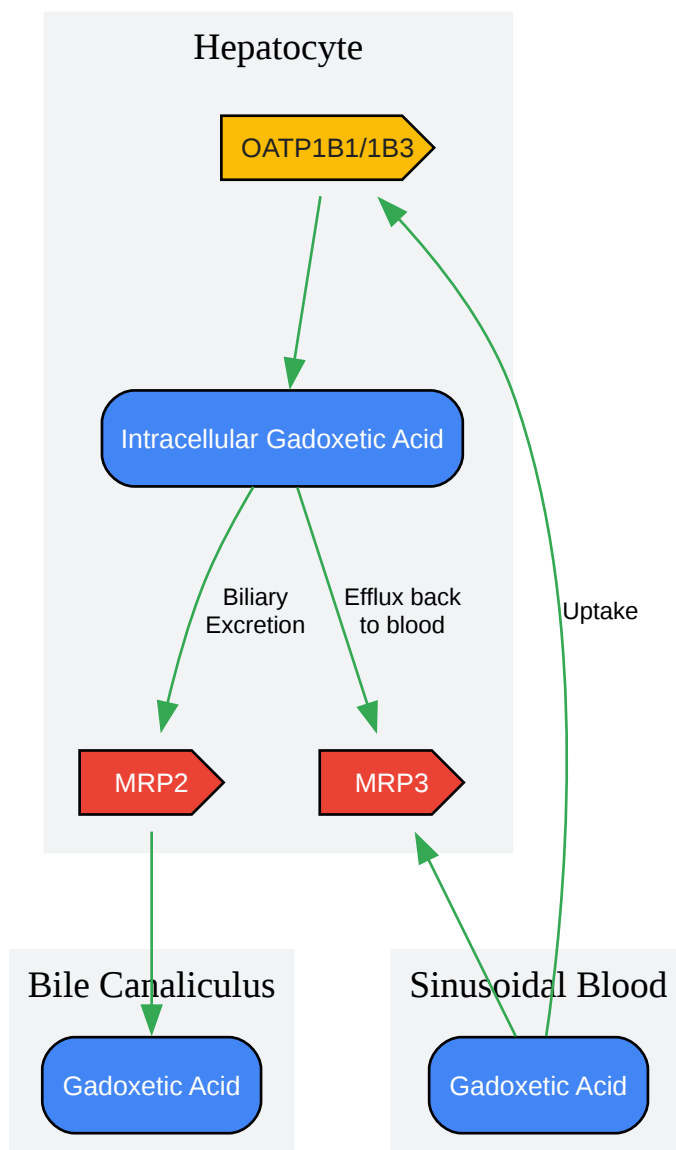 Hepatocyte
OATP1B1/1B3
Intracellular Gadoxetic Acid
Biliary
Excretion
Efflux back
to blood
Uptake
MRP2
MRP3
Bile Canaliculus
Gadoxetic Acid
Sinusoidal Blood
Gadoxetic Acid